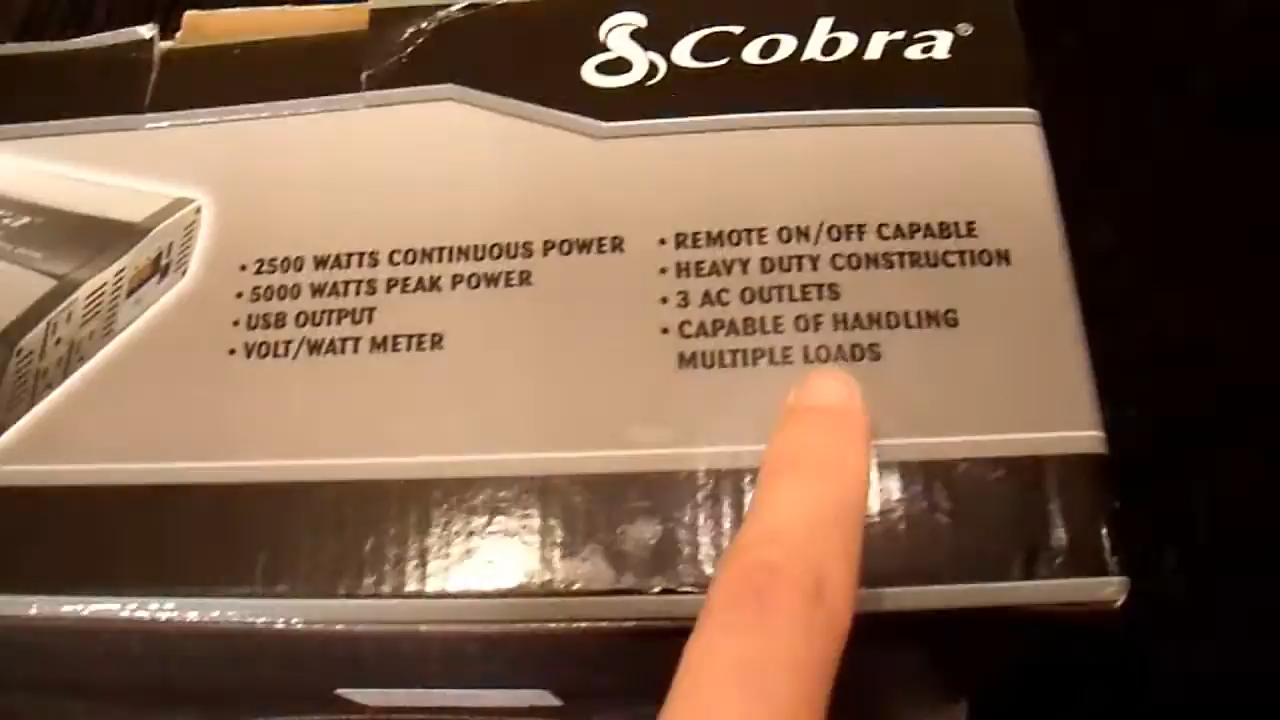 Cobra®
• 2500 WATTS CONTINUOUS POWER
• 5000 WATTS PEAK POWER
• USB OUTPUT
• VOLT/WATT METER
• REMOTE ON/OFF CAPABLE
• HEAVY DUTY CONSTRUCTION
• 3 AC OUTLETS
• CAPABLE OF HANDLING
MULTIPLE LOADS